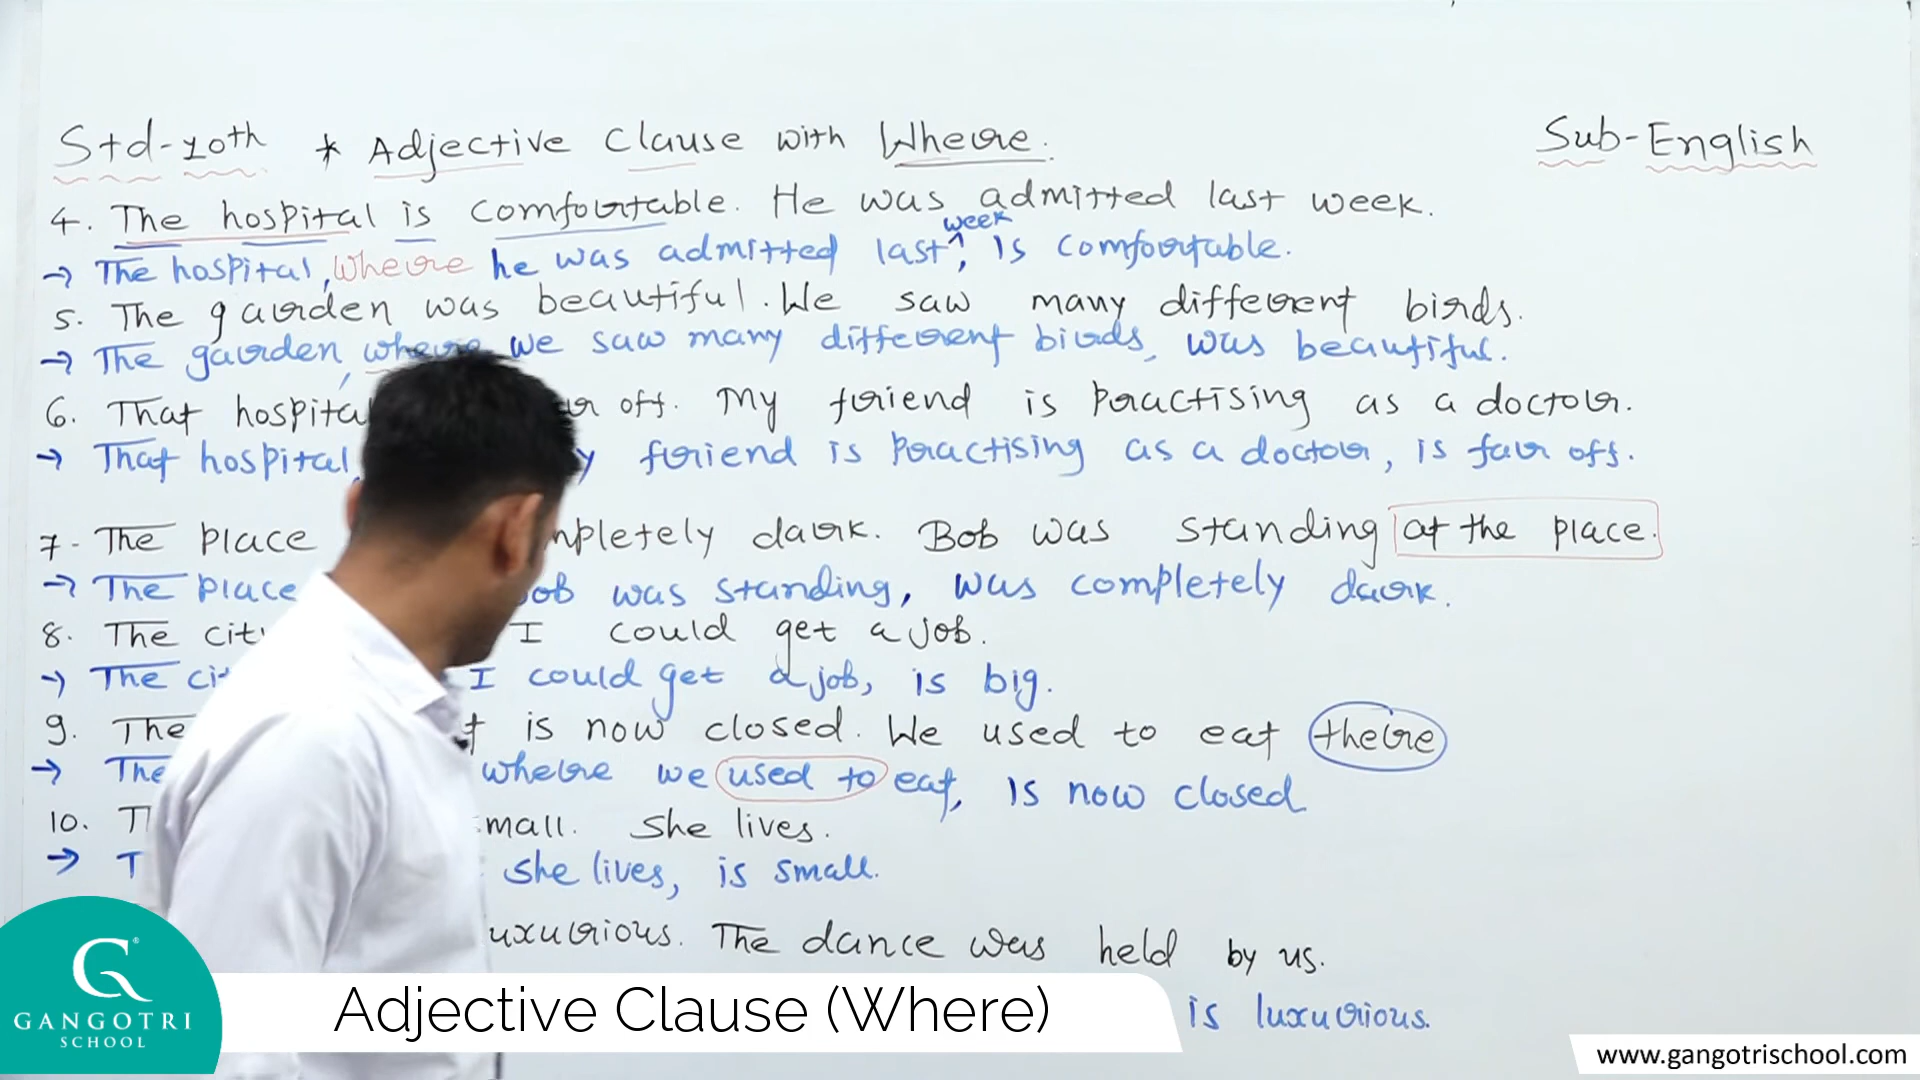 Std-10th * Adjective Clause with Where. Sub-English
4. The hospital is comfortable. He was admitted last week.
→ The hospital, where he was admitted last week, is comfortable.
5. The garden was beautiful. We saw many different birds.
→ The garden, where we saw many different birds, was beautiful.
6. That hospital off. My friend is Practising as a doctor.
→ That hospital, friend is Practising as a doctor, is far off.
7. The Place dark. Bob was standing at the place.
→ The Place was standing, was completely dark.
8. The I could get a job.
→ The I could get a job, is big.
9. The is now closed. We used to eat there
→ The where we used to eat, is now closed
10. She lives.
→ she lives, is small.
The dance was held by us.
is luxurious.
GANGOTRI
SCHOOL
Adjective Clause (Where)
www.gangotrischool.com